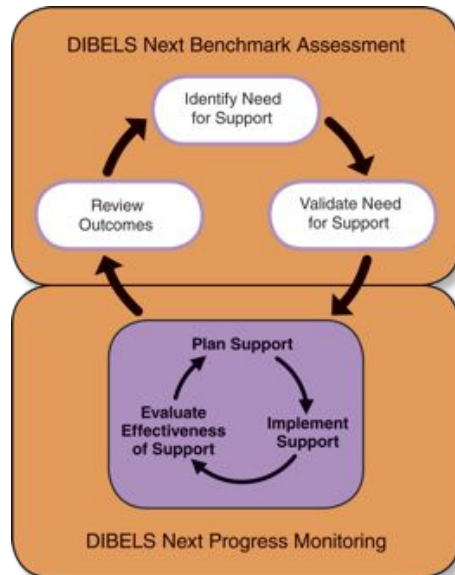 DIBELS Next Benchmark Assessment
Identify Need
for Support
Review
Outcomes
Validate Need
for Support
Plan Support
Evaluate
Effectiveness
of Support
Implement
Support
DIBELS Next Progress Monitoring